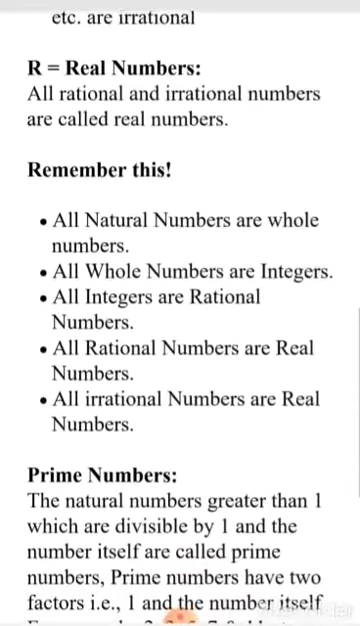 etc. are irrational
R = Real Numbers:
All rational and irrational numbers
are called real numbers.
Remember this!
• All Natural Numbers are whole
numbers.
• All Whole Numbers are Integers.
• All Integers are Rational
Numbers.
• All Rational Numbers are Real
Numbers.
• All irrational Numbers are Real
Numbers.
Prime Numbers:
The natural numbers greater than 1
which are divisible by 1 and the
number itself are called prime
numbers, Prime numbers have two
factors i.e., 1 and the number itself